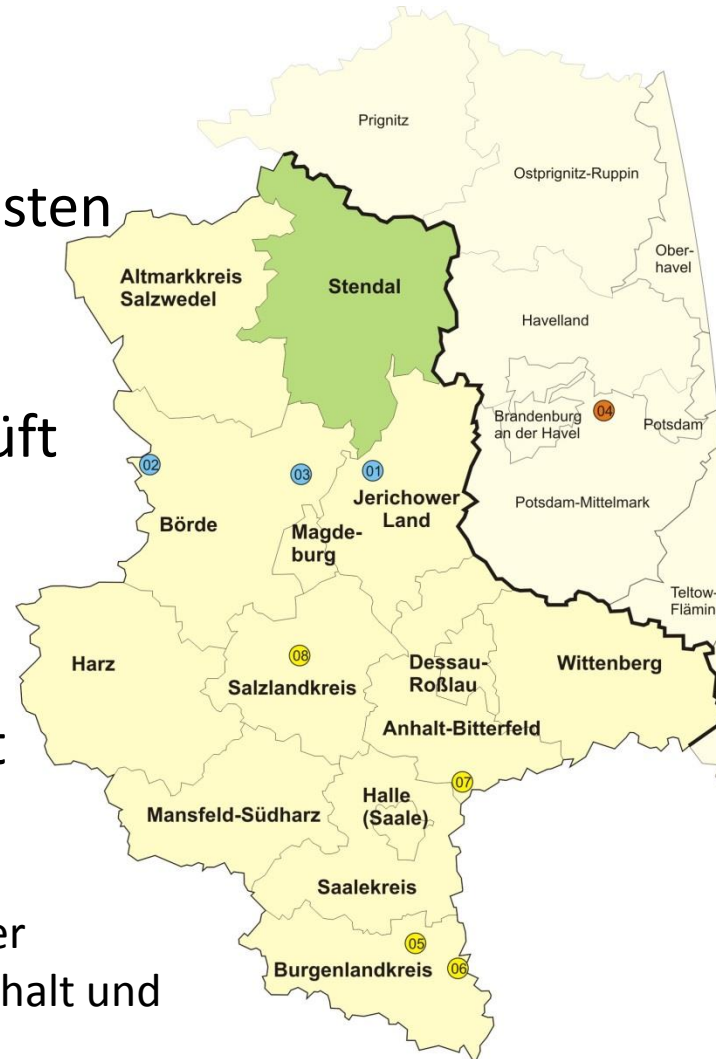 Prignitz
sten
Ostprignitz-Ruppin
Ober-
havel
Altmarkkreis
Salzwedel
Stendal
Havelland
üft
Brandenburg
an der Havel
04
Potsdam
02
03
01
Jerichower
Land
Potsdam-Mittelmark
Börde
Magde-
burg
Teltow-
Flämin
08
Harz
Salzlandkreis
Dessau-
Roßlau
Wittenberg
Anhalt-Bitterfeld
t
07
Mansfeld-Südharz
Halle
(Saale)
Saalekreis
er
05
Burgenlandkreis
06
halt und